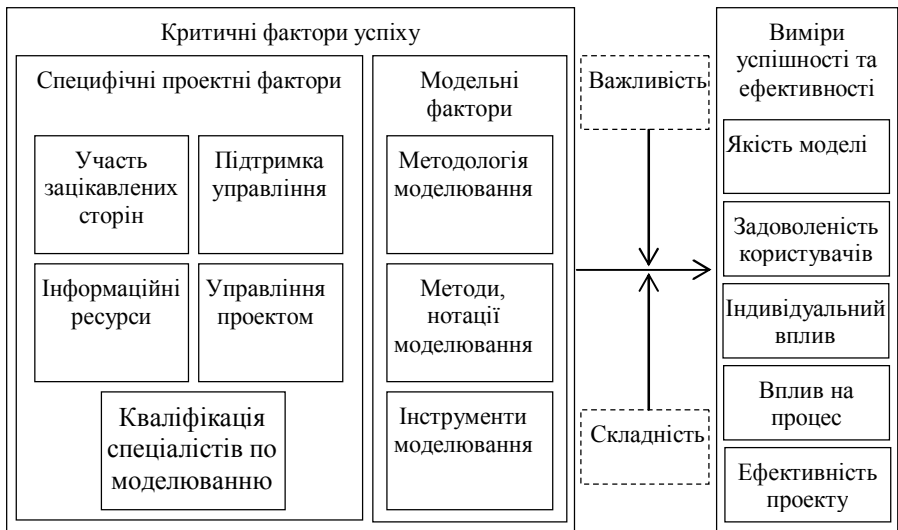 Критичні фактори успіху
Специфічні проектні фактори
Участь
зацікавлених
сторін
Підтримка
управління
Інформаційні
ресурси
Управління
проектом
Кваліфікація
спеціалістів по
моделюванню
Модельні
фактори
Методологія
моделювання
Методи,
нотації
моделювання
Інструменти
моделювання
Важливість
Складність
Виміри
успішності та
ефективності
Якість моделі
Задоволеність
користувачів
Індивідуальний
вплив
Вплив на
процес
Ефективність
проекту